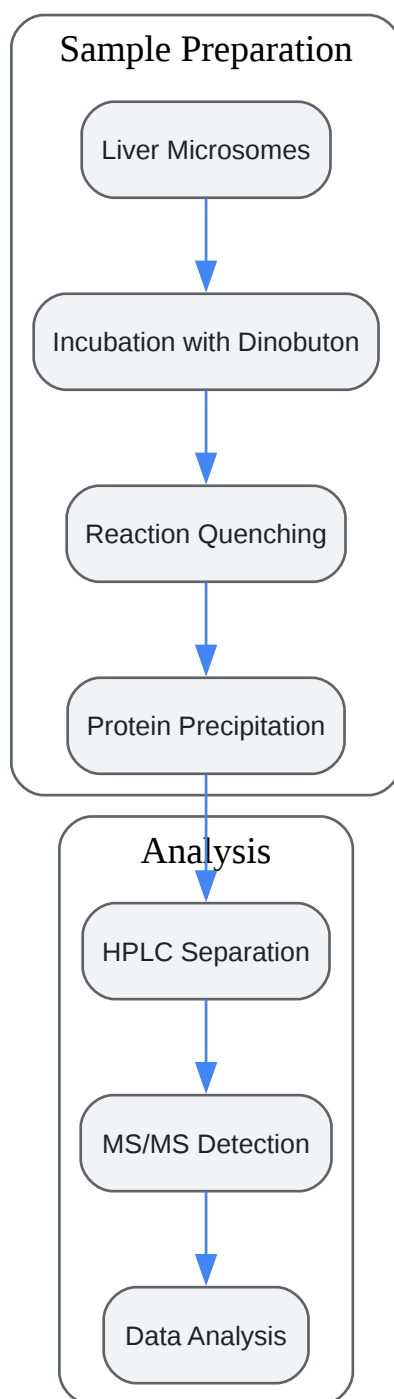 Sample Preparation
Liver Microsomes
Incubation with Dinobuton
Reaction Quenching
Protein Precipitation
Analysis
HPLC Separation
MS/MS Detection
Data Analysis